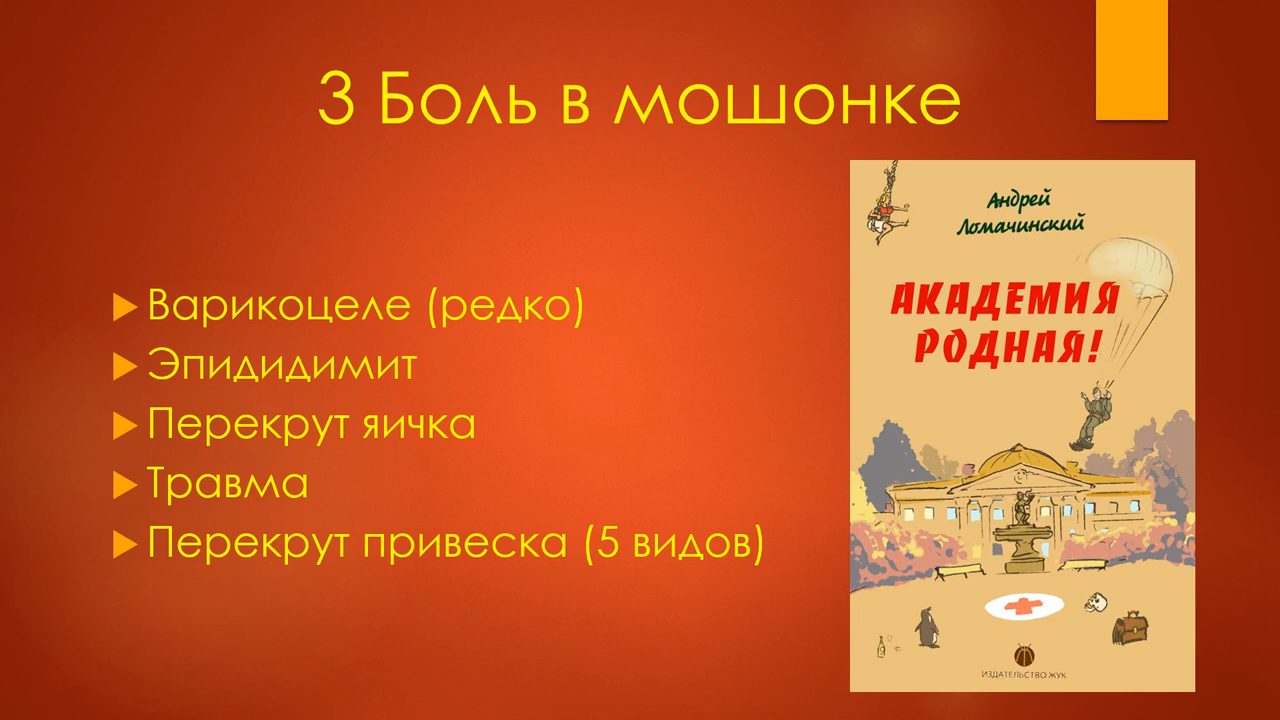 3 Боль в мошонке
Варикоцеле (редко)
Эпидидимит
Перекрут яичка
Травма
Перекрут привеска (5 видов)
Андрей
Ломачинский
АКАДЕМИЯ
РОДНАЯ!
ИЗДАТЕЛЬСТВО ЖУК